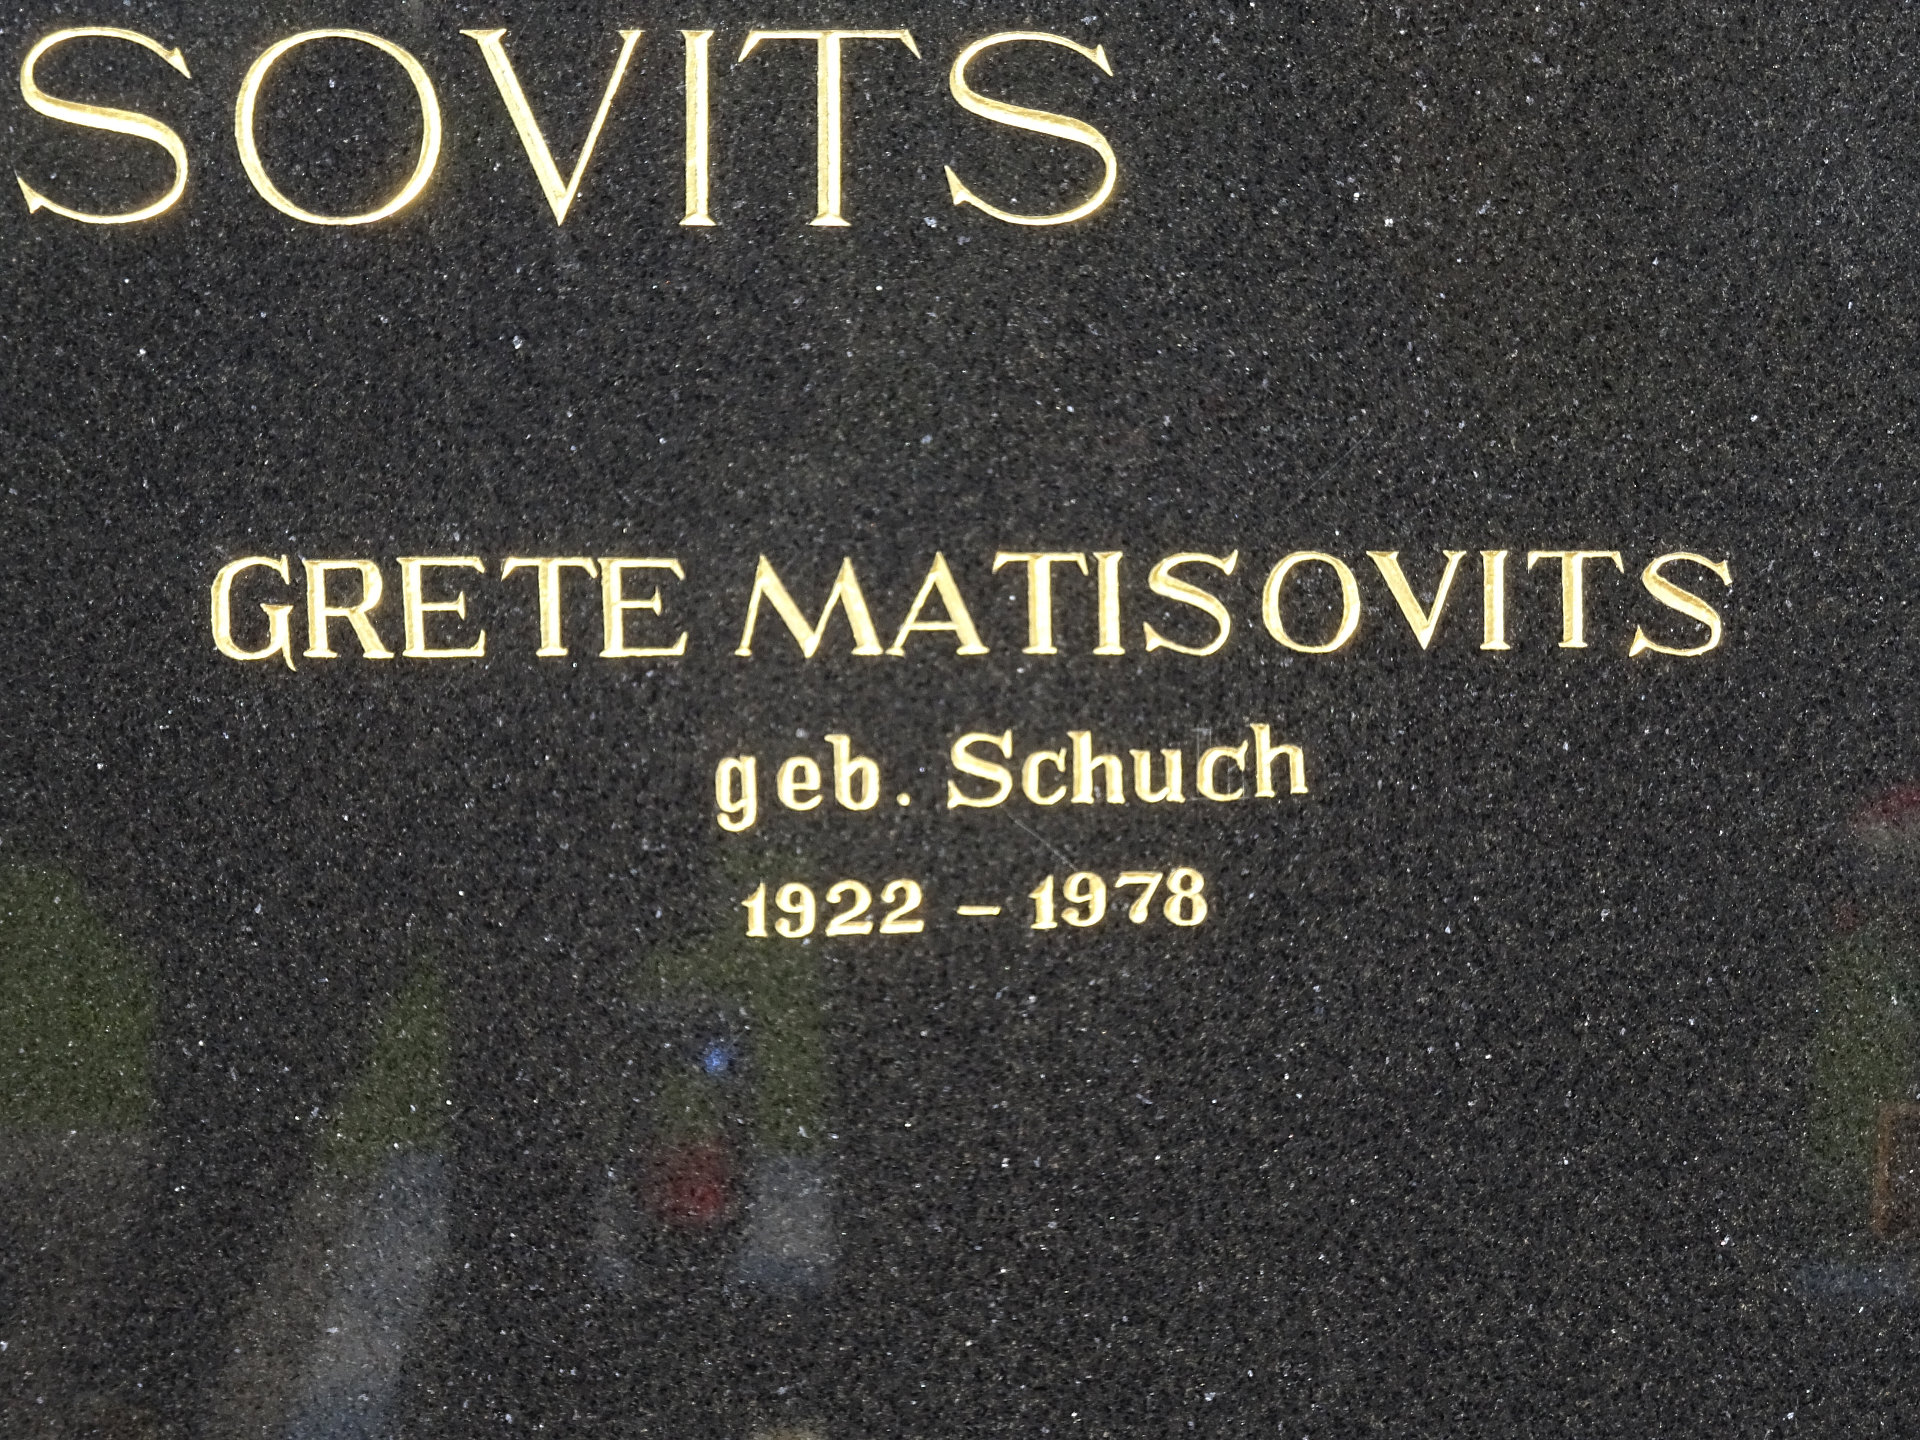 SOVITS
GRETE MATISOVITS
geb. Schuch
1922 – 1978